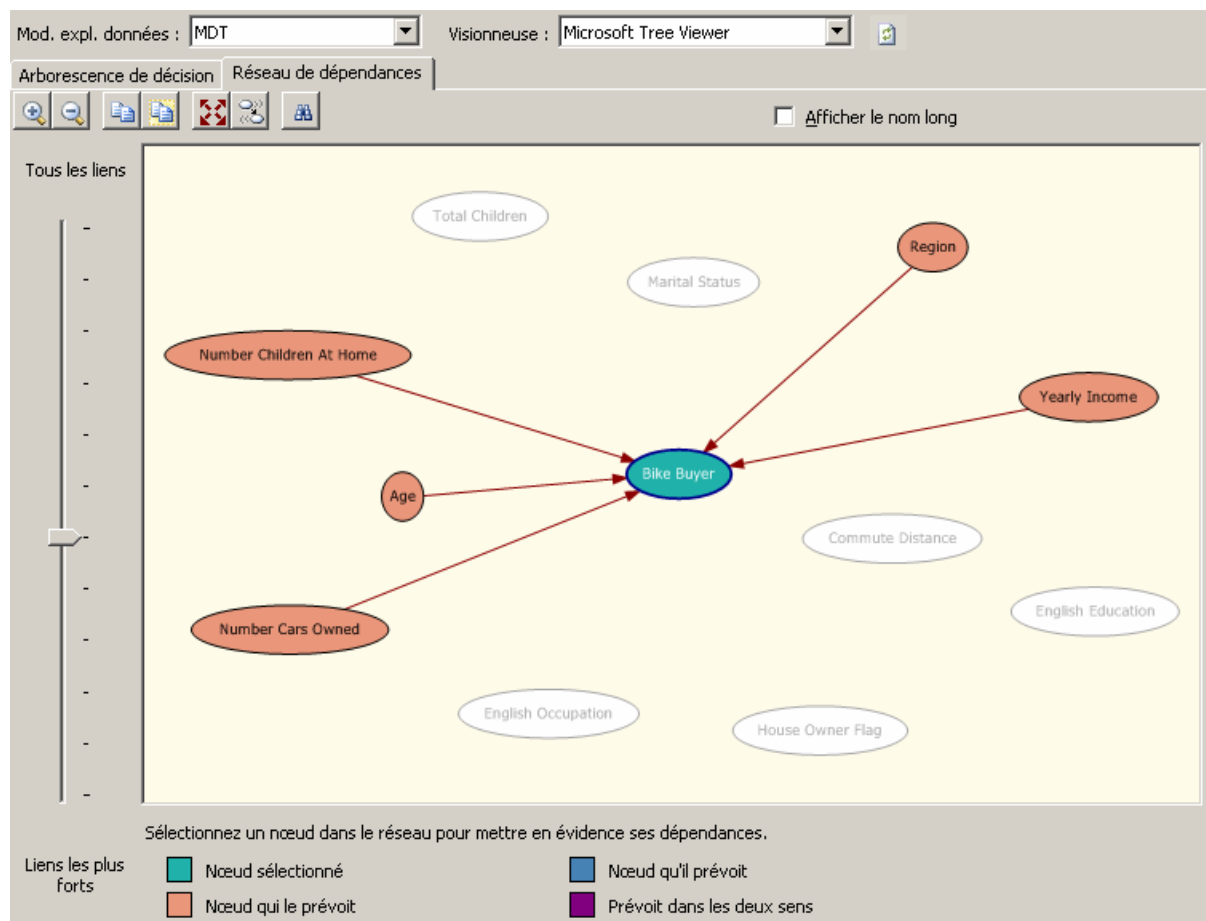 Mod. expl. données : MDT Visionneuse : Microsoft Tree Viewer
Arborescence de décision Réseau de dépendances
Afficher le nom long
Tous les liens
Total Children
Region
Marital Status
Number Children At Home
Yearly Income
Bike Buyer
Age
Commute Distance
English Education
Number Cars Owned
English Occupation
House Owner Flag
Sélectionnez un nœud dans le réseau pour mettre en évidence ses dépendances.
Liens les plus
forts
Nœud sélectionné Nœud qu'il prévoit
Nœud qui le prévoit Prévoit dans les deux sens